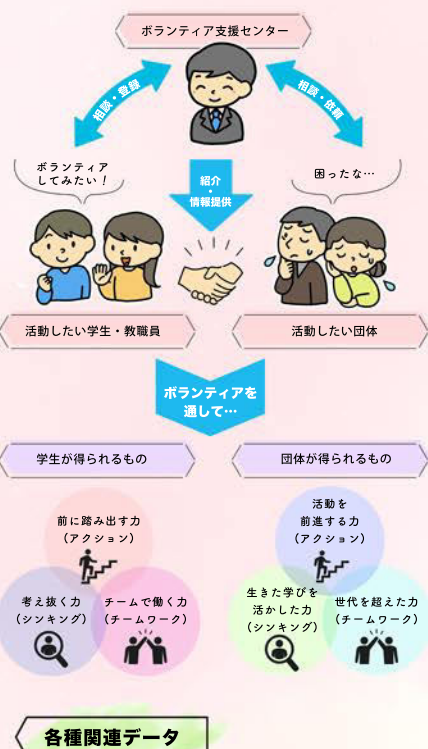 ボランティア支援センター
相談・登録
相談・依頼
ボランティア
してみたい！
紹介
・
情報提供
困ったな…
活動したい学生・教職員
活動したい団体
ボランティアを
通して…
学生が得られるもの
団体が得られるもの
前に踏み出す力
（アクション）
考え抜く力
（シンキング）
チームで働く力
（チームワーク）
活動を
前進する力
（アクション）
生きた学びを
活かした力
（シンキング）
世代を超えた力
（チームワーク）
各種関連データ